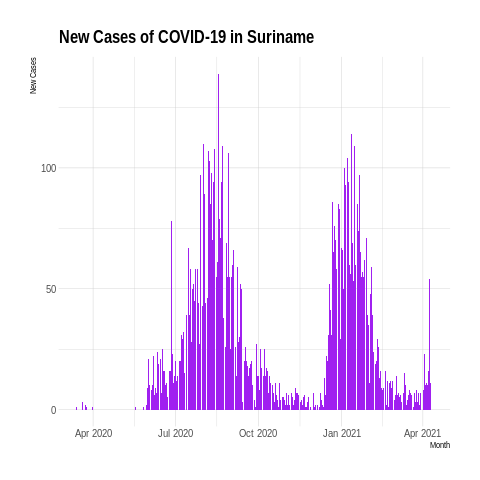 New Cases of COVID-19 in Suriname
New Cases
100
50
0
Apr 2020 Jul 2020 Oct 2020 Jan 2021 Apr 2021
Month